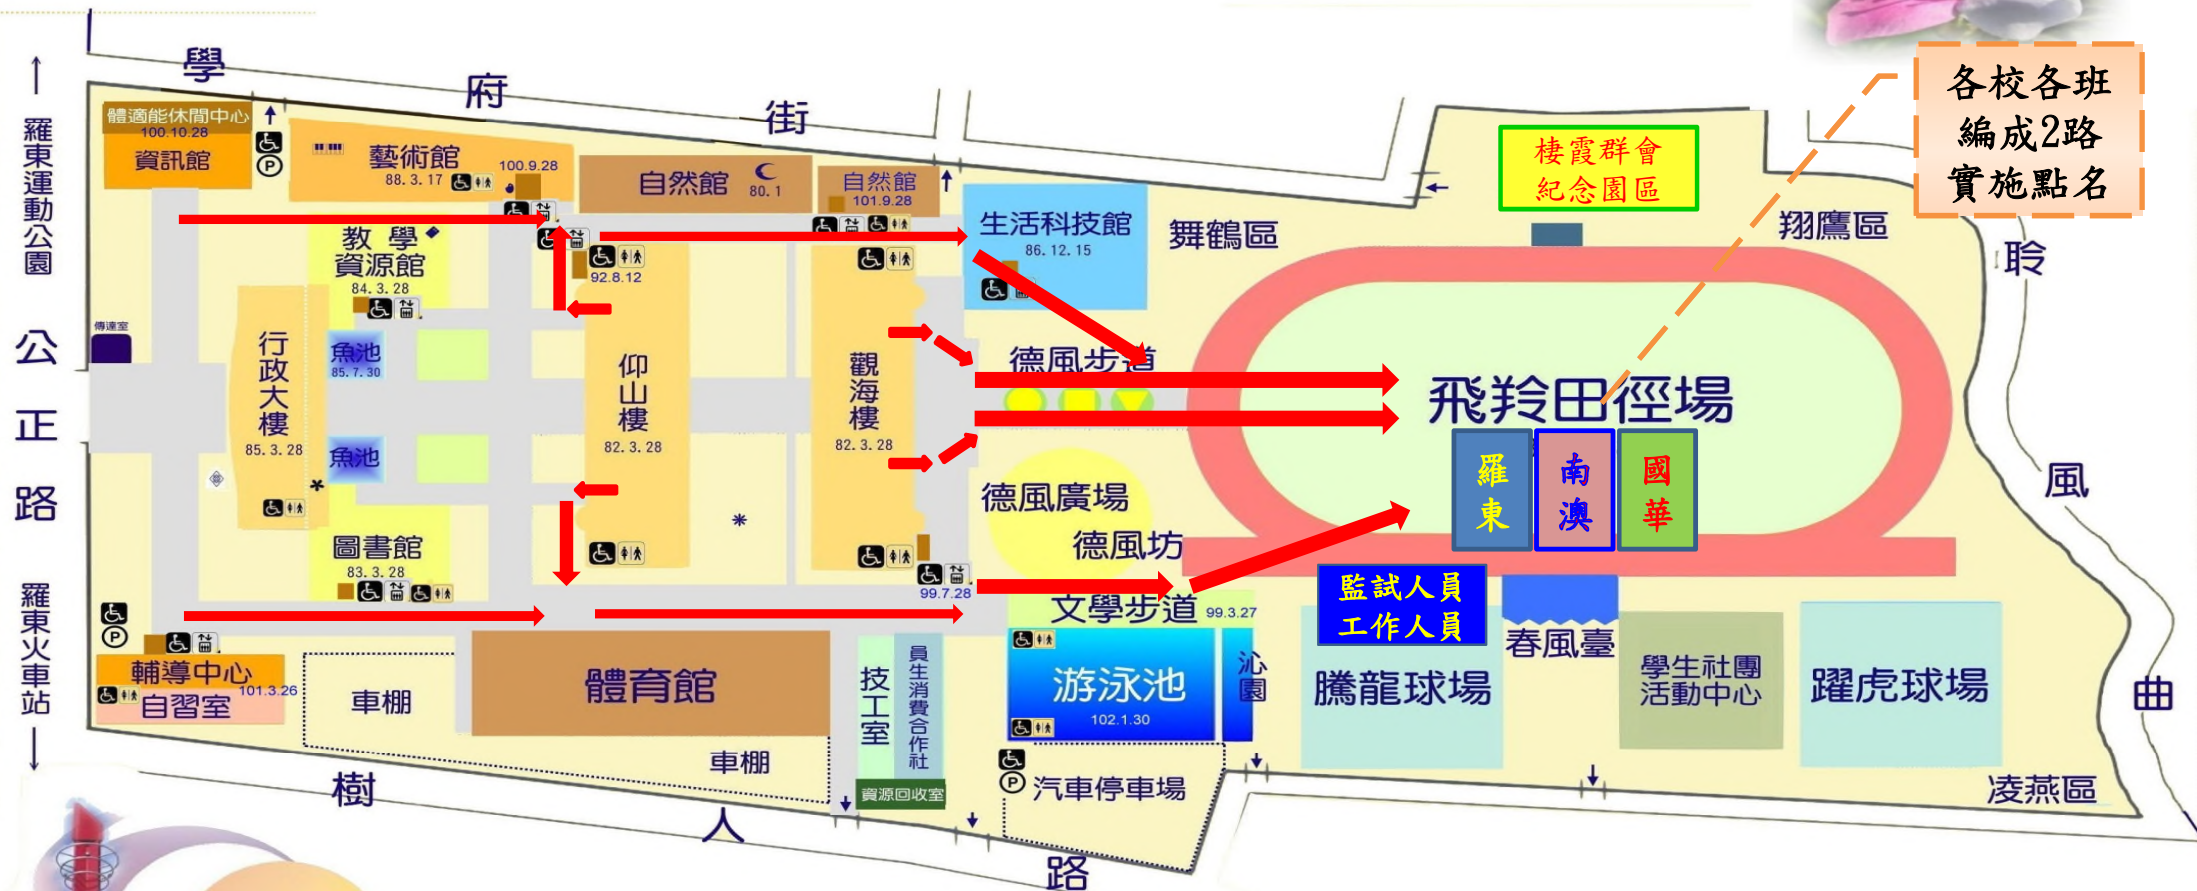 學府街
↑
羅東運動公園
公正路
羅東火車站
↓
體適能休閒中心
100.10.28
資訊館
P
藝術館
88.3.17
100.9.28
自然館
80.1
自然館
101.9.28
生活科技館
86.12.15
舞鶴區
棲霞群會
紀念園區
翔鷹區
各校各班
編成2路
實施點名
聆風曲
教學
資源館
84.3.28
92.8.12
傳達室
魚池
85.7.30
行政大樓
85.3.28
魚池
仰山樓
82.3.28
觀海樓
82.3.28
德風步道
飛羚田徑場
羅東
南澳
國華
德風廣場
德風坊
圖書館
83.3.28
99.7.28
文學步道
99.3.27
監試人員
工作人員
P
輔導中心
101.3.26
自習室
車棚
體育館
車棚
技工室
員生消費合作社
資源回收室
游泳池
102.1.30
沁園
騰龍球場
春風臺
學生社團
活動中心
躍虎球場
P
汽車停車場
凌燕區
樹人路